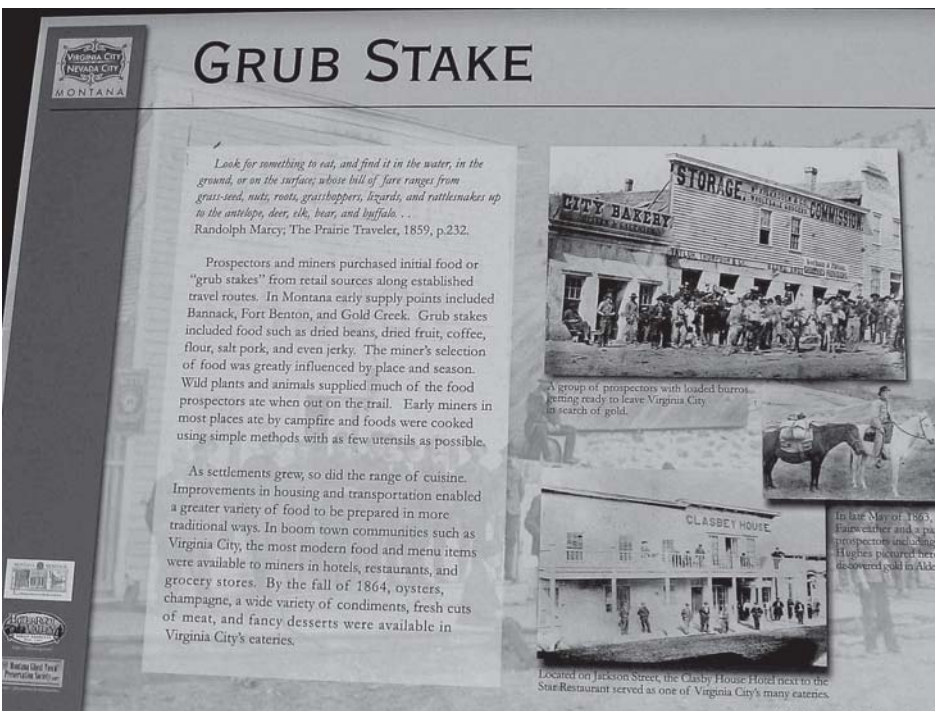 VIRGINIA CITY
NEVADA CITY
MONTANA
GRUB STAKE
Look for something to eat, and find it in the water, in the
ground, or on the surface; whose bill of fare ranges from
grass-seed, nuts, roots, grasshoppers, lizards, and rattlesnakes up
to the antelope, deer, elk, bear, and buffalo. . .
Randolph Marcy; The Prairie Traveler, 1859, p.232.
Prospectors and miners purchased initial food or
"grub stakes" from retail sources along established
travel routes. In Montana early supply points included
Bannack, Fort Benton, and Gold Creek. Grub stakes
included food such as dried beans, dried fruit, coffee,
flour, salt pork, and even jerky. The miner's selection
of food was greatly influenced by place and season.
Wild plants and animals supplied much of the food
prospectors ate when out on the trail. Early miners in
most places ate by campfire and foods were cooked
using simple methods with as few utensils as possible.
As settlements grew, so did the range of cuisine.
Improvements in housing and transportation enabled
a greater variety of food to be prepared in more
traditional ways. In boom town communities such as
Virginia City, the most modern food and menu items
were available to miners in hotels, restaurants, and
grocery stores. By the fall of 1864, oysters,
champagne, a wide variety of condiments, fresh cuts
of meat, and fancy desserts were available in
Virginia City's eateries.
CITY BAKERY
STORAGE,
COMMISSION
A group of prospectors with loaded burros
getting ready to leave Virginia City
in search of gold.
In late May of 1863,
Fairweather and a
prospectors including
Hughes pictured
discovered gold in
CLASBEY HOUSE
Located on Jackson Street, the Clasby House Hotel next to the
Star Restaurant served as one of Virginia City's many eateries.
Montana Ghost Town
Preservation Society